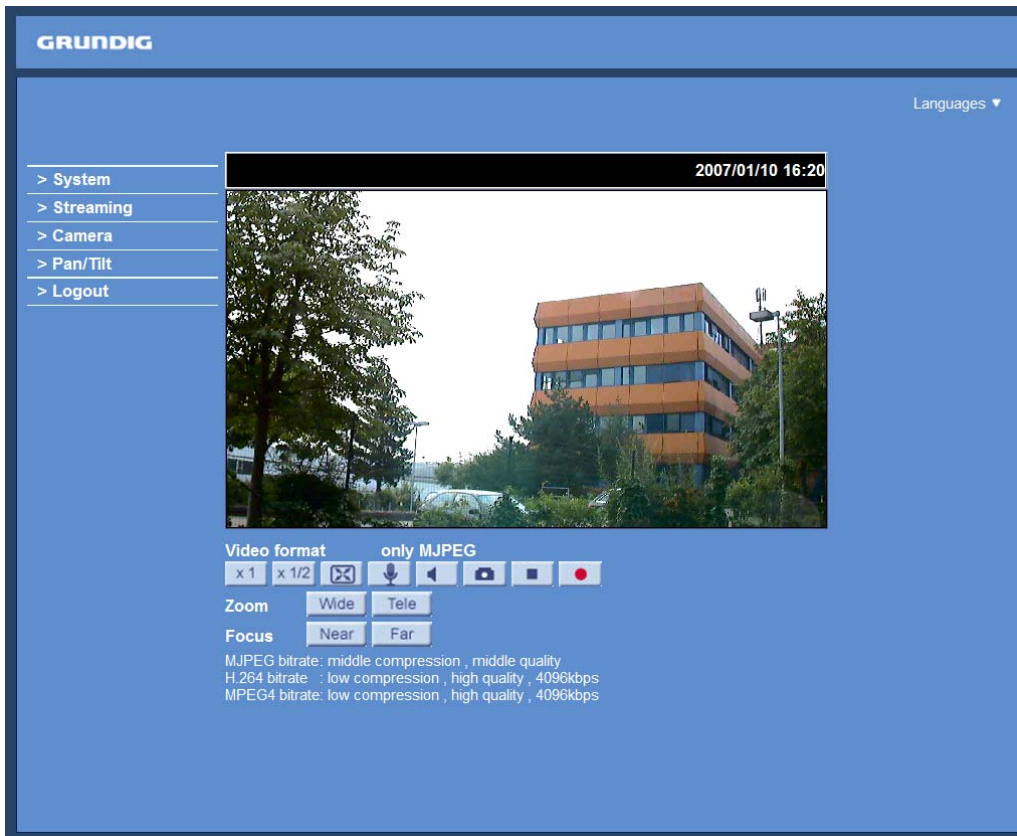 GRUNDIG
Languages ▼
> System
> Streaming
> Camera
> Pan/Tilt
> Logout
2007/01/10 16:20
Video format only MJPEG
x 1 x 1/2
Zoom Wide Tele
Focus Near Far
MJPEG bitrate: middle compression , middle quality
H.264 bitrate : low compression , high quality , 4096kbps
MPEG4 bitrate: low compression , high quality , 4096kbps